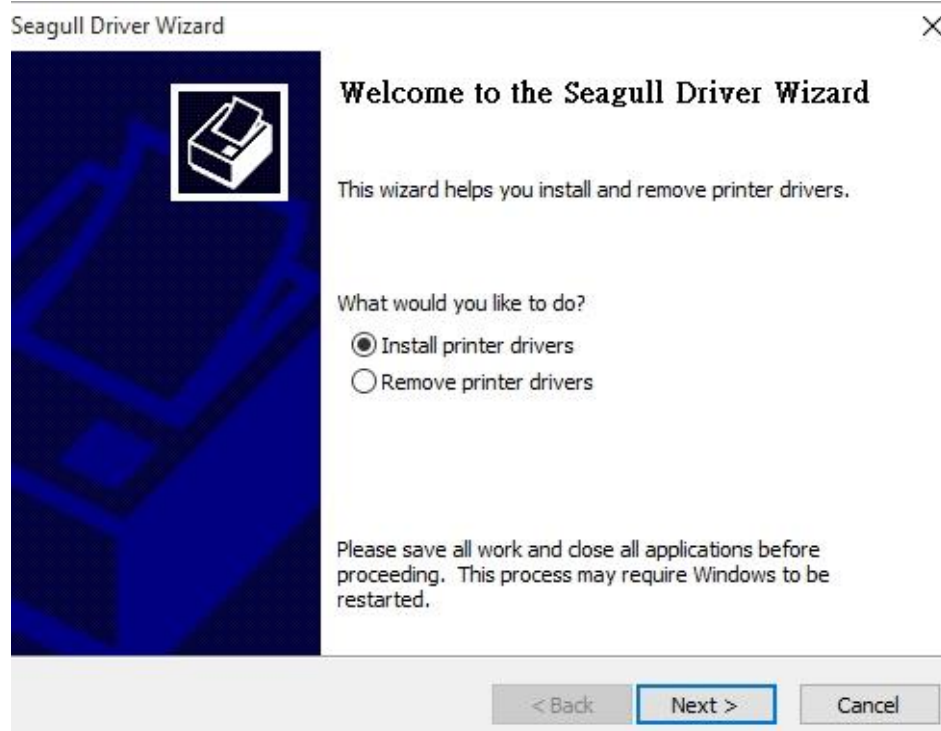 Seagull Driver Wizard
Welcome to the Seagull Driver Wizard
This wizard helps you install and remove printer drivers.
What would you like to do?
Install printer drivers
Remove printer drivers
Please save all work and close all applications before
proceeding. This process may require Windows to be
restarted.
< Back Next > Cancel